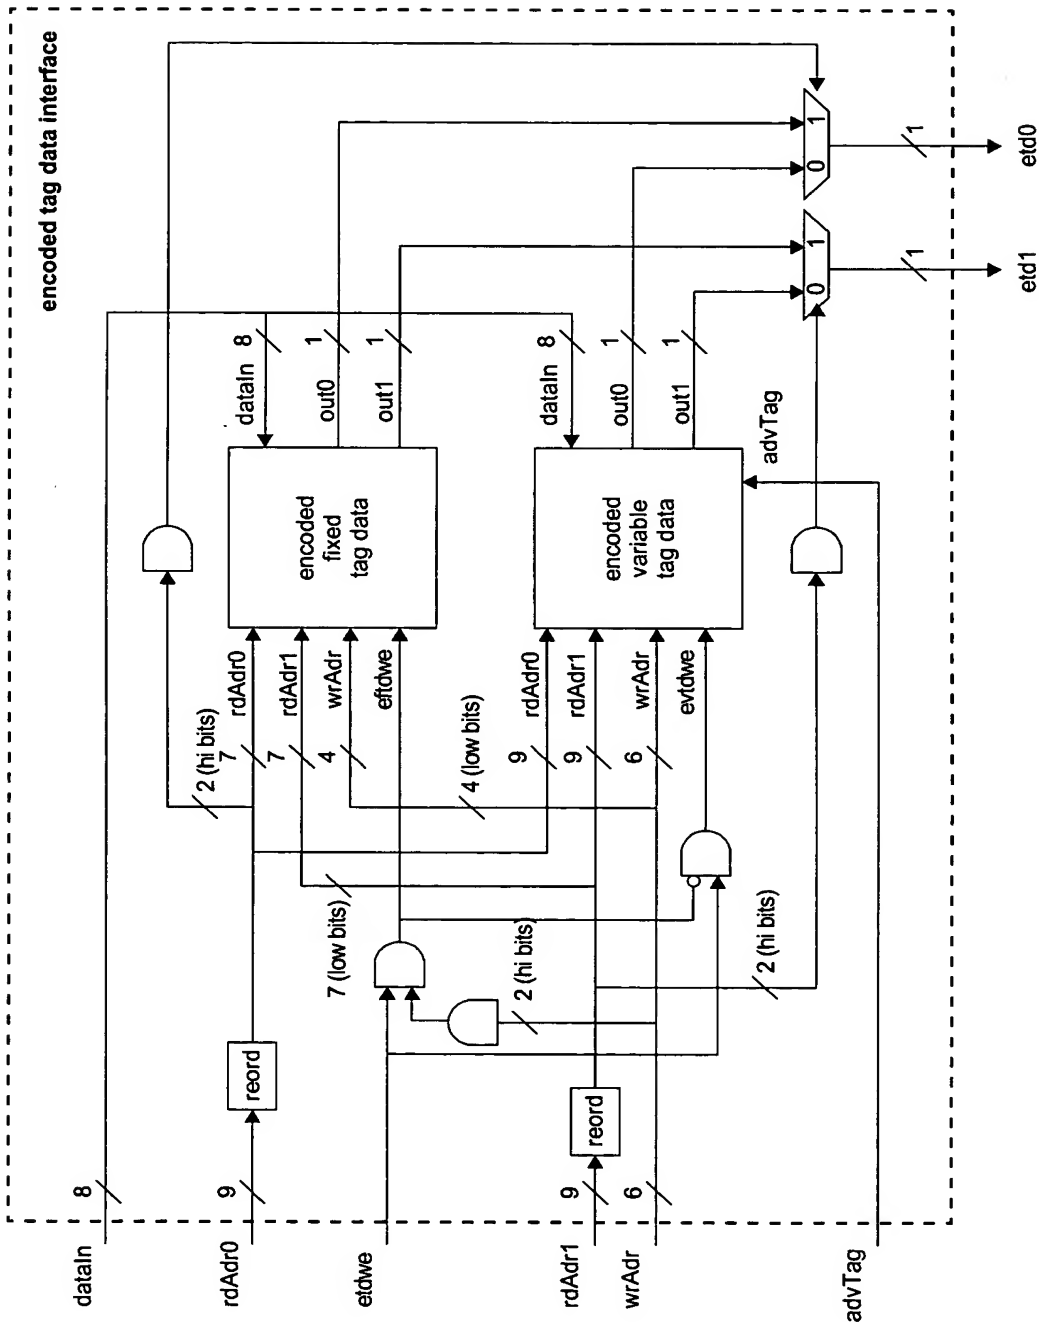 encoded tag data interface
dataIn
8
rdAdr0
9
reord
etdwe
rdAdr1
9
reord
wrAdr
6
advTag
2 (hi bits)
7
rdAdr0
7
rdAdr1
4
wrAdr
eftdwe
7 (low bits)
2 (hi bits)
4 (low bits)
9
rdAdr0
9
rdAdr1
6
wrAdr
evtdwe
2 (hi bits)
encoded
fixed
tag data
dataIn
8
out0
1
out1
1
encoded
variable
tag data
dataIn
8
out0
1
out1
1
advTag
0
1
1
etd0
0
1
1
etd1